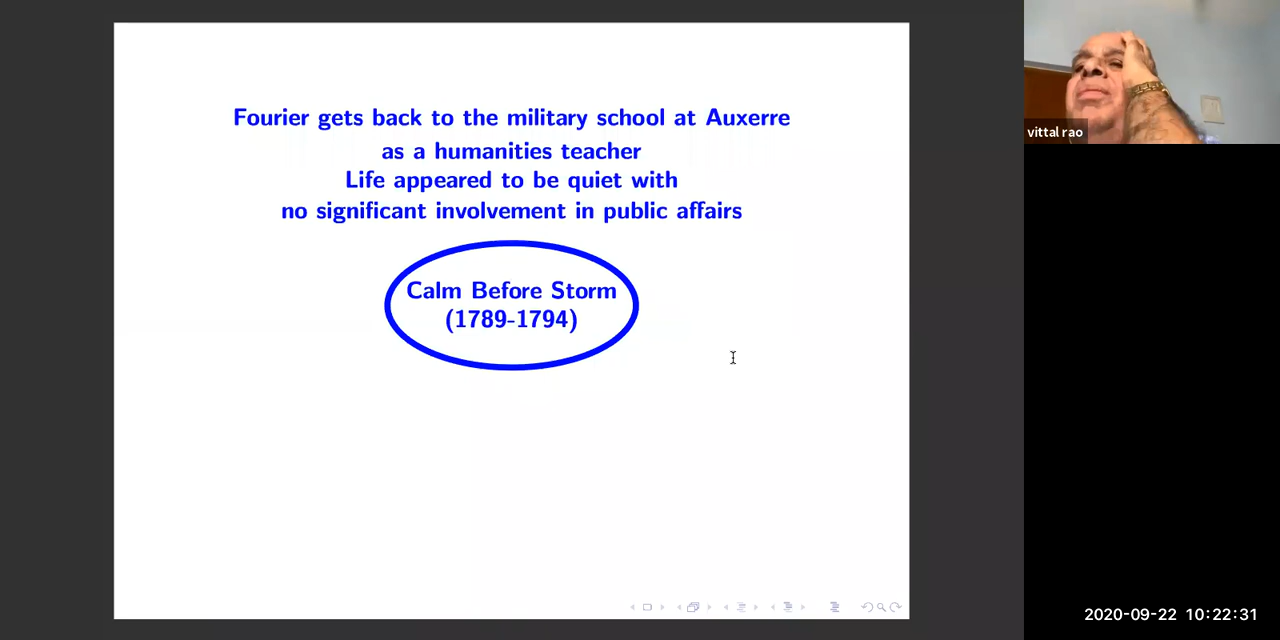 Fourier gets back to the military school at Auxerre
as a humanities teacher
Life appeared to be quiet with
no significant involvement in public affairs
Calm Before Storm
(1789-1794)
vittal rao
2020-09-22 10:22:31